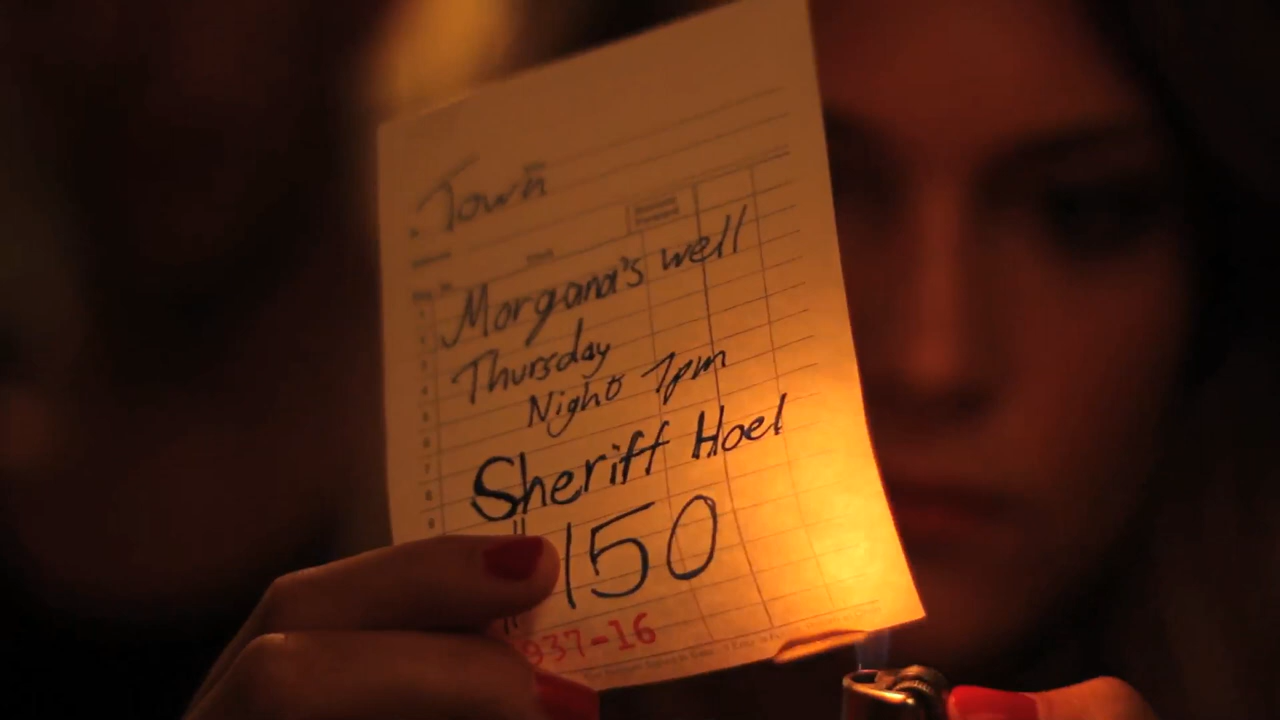 Town
Morgana's well
Thursday
Night 7pm
Sheriff Hoel
150
937-16